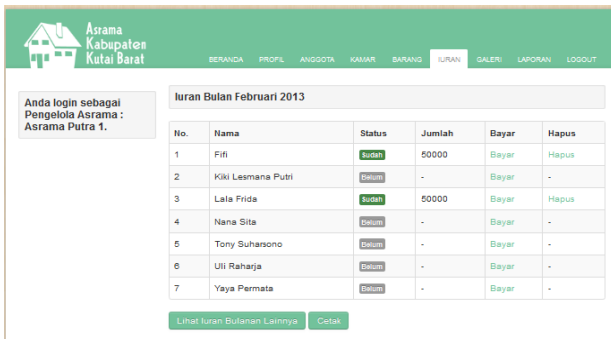 Asrama
Kabupaten
Kutai Barat
BERANDA PROFIL ANGGOTA KAMAR BARANG IURAN GALERI LAPORAN LOGOUT
Anda login sebagai
Pengelola Asrama :
Asrama Putra 1.
Iuran Bulan Februari 2013
No. Nama Status Jumlah Bayar Hapus
1 Fifi Sudah 50000 Bayar Hapus
2 Kiki Lesmana Putri Belum - Bayar -
3 Lala Frida Sudah 50000 Bayar Hapus
4 Nana Sita Belum - Bayar -
5 Tony Suharsono Belum - Bayar -
6 Uli Raharja Belum - Bayar -
7 Yaya Permata Belum - Bayar -
Lihat Iuran Bulanan Lainnya Cetak